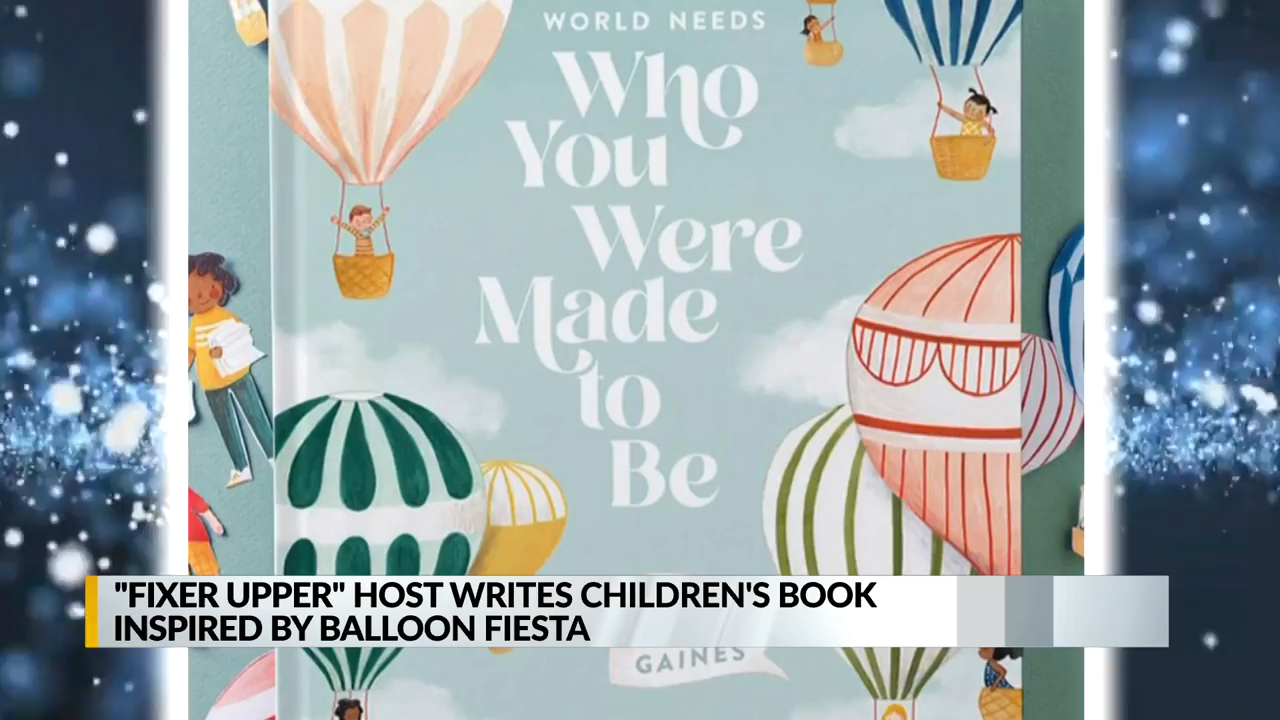 WORLD NEEDS
Who
You
Were
Made
to
Be
"FIXER UPPER" HOST WRITES CHILDREN'S BOOK
INSPIRED BY BALLOON FIESTA
GAINES